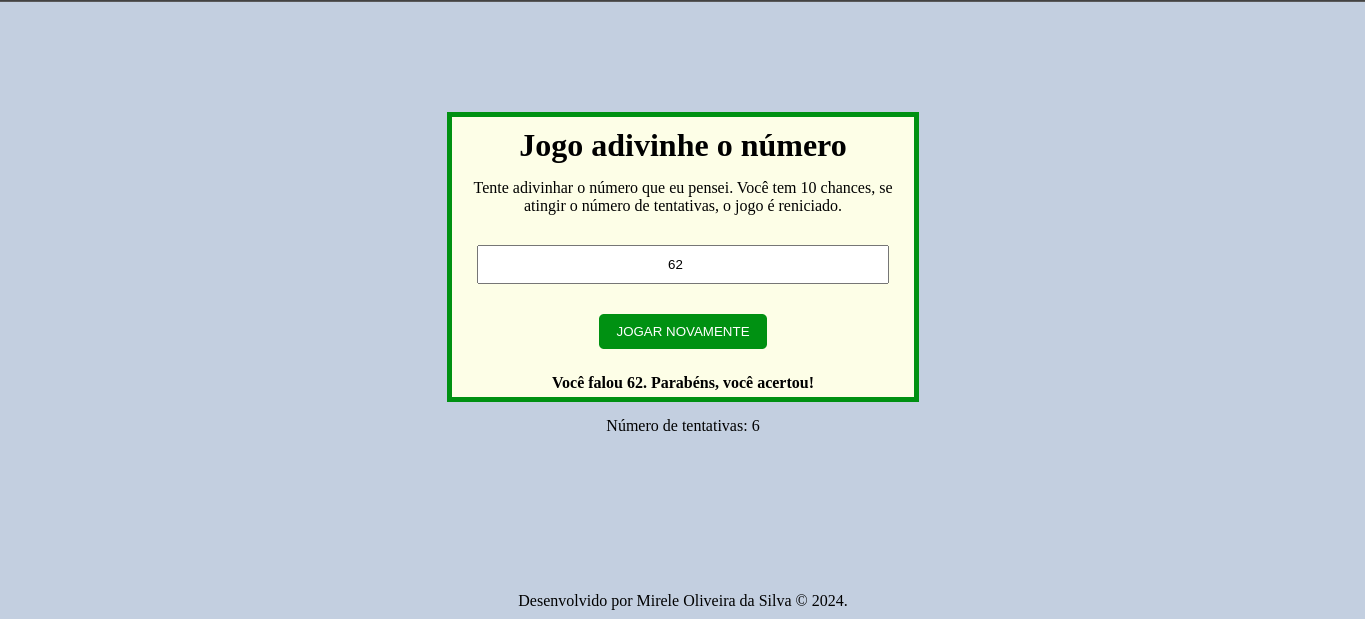 Jogo adivinhe o número
Tente adivinhar o número que eu pensei. Você tem 10 chances, se
atingir o número de tentativas, o jogo é reniciado.
62
JOGAR NOVAMENTE
Você falou 62. Parabéns, você acertou!
Número de tentativas: 6
Desenvolvido por Mirele Oliveira da Silva © 2024.